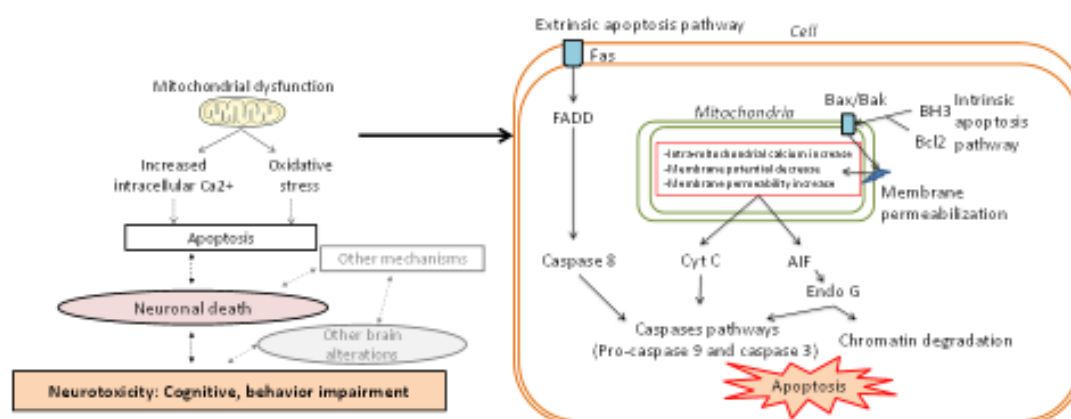 Mitochondrial dysfunction
Increased
intracellular Ca2+
Oxidative
stress
Apoptosis
Other mechanisms
Neuronal death
Other brain
alterations
Neurotoxicity: Cognitive, behavior impairment
Extrinsic apoptosis pathway
Cell
Fas
FADD
Mitochondria
Bax/Bak
BH3
Bcl2
Intrinsic
apoptosis
pathway
-Intra-mitochondrial calcium increase
-Membrane potential decrease
-Membrane permeability increase
Membrane
permeabilization
Caspase 8
Cyt C
AIF
Endo G
Caspases pathways
(Pro-caspase 9 and caspase 3)
Chromatin degradation
Apoptosis